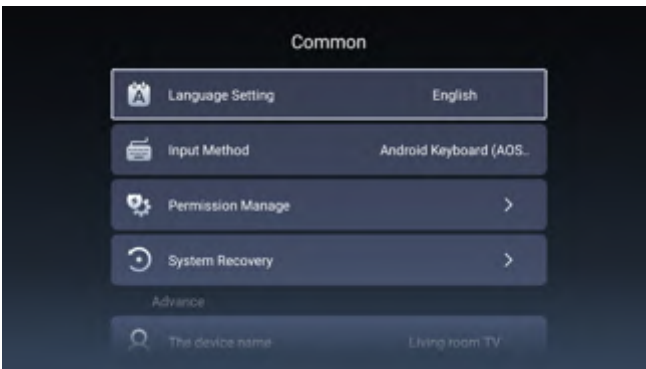 Common
Language Setting English
Input Method Android Keyboard (AOS..
Permission Manage >
System Recovery >
Advance
The device name Living room TV